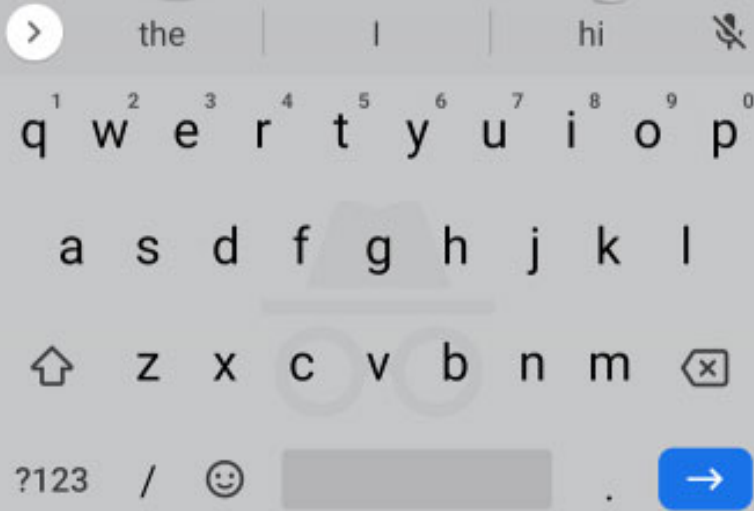 the I hi
1 2 3 4 5 6 7 8 9 0
q w e r t y u i o p
a s d f g h j k l
z x c v b n m
?123 / .